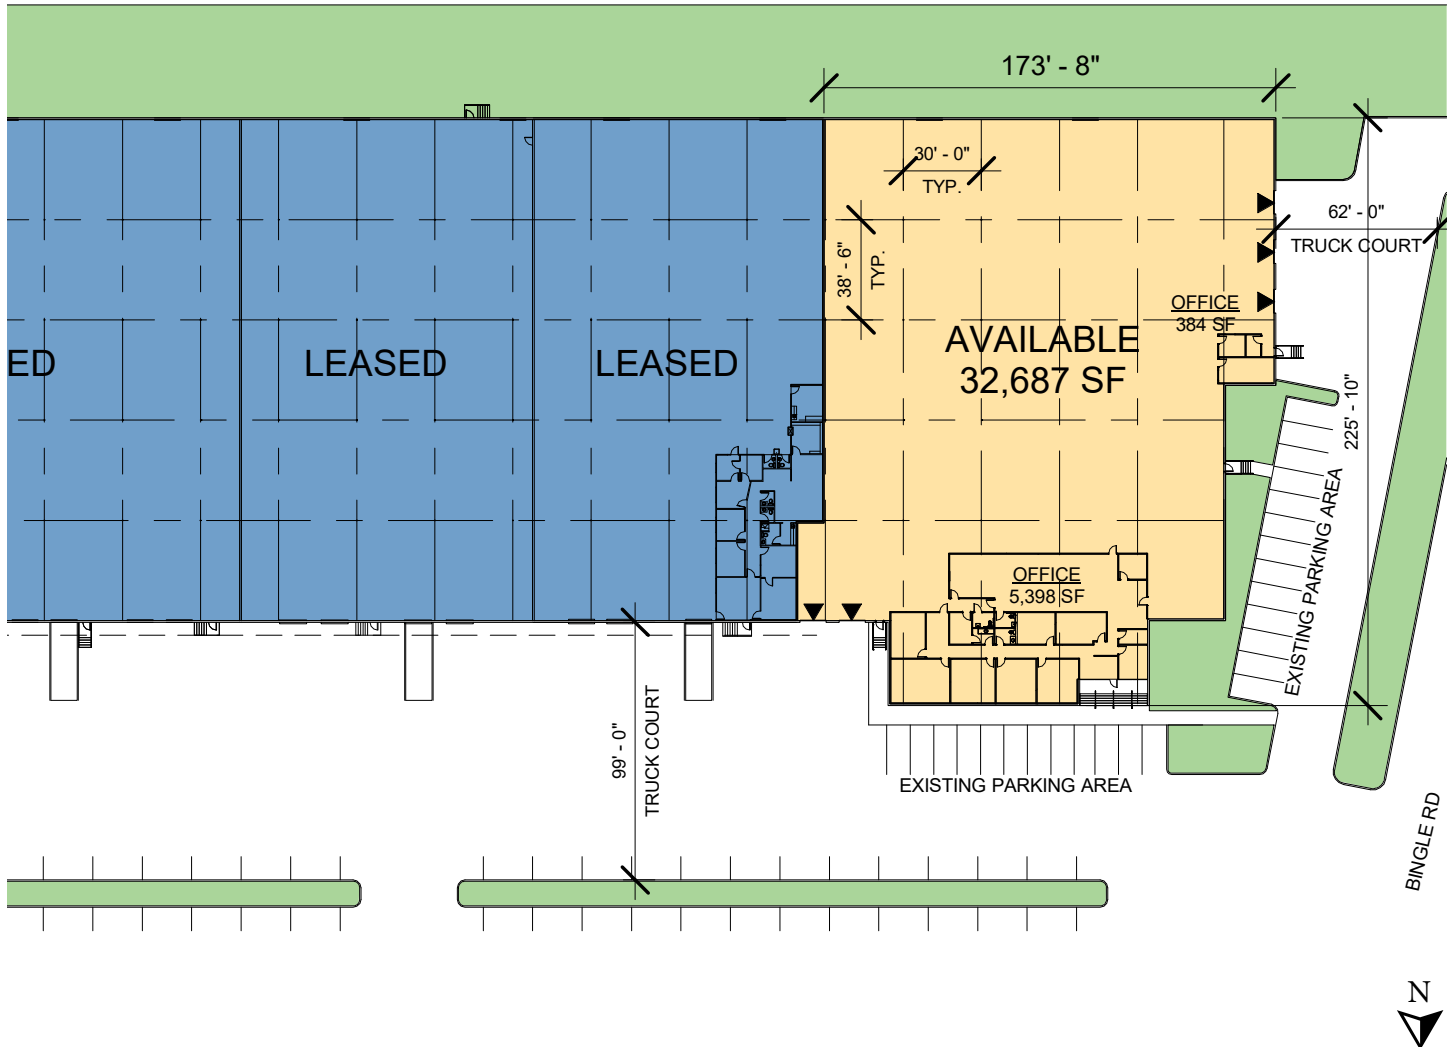 173' - 8"
30' - 0"
TYP.
38' - 6"
TYP.
62' - 0"
TRUCK COURT
OFFICE
384 SF
ED
LEASED
LEASED
AVAILABLE
32,687 SF
225' - 10"
EXISTING PARKING AREA
OFFICE
5,398 SF
99' - 0"
TRUCK COURT
EXISTING PARKING AREA
BINGLE RD
N